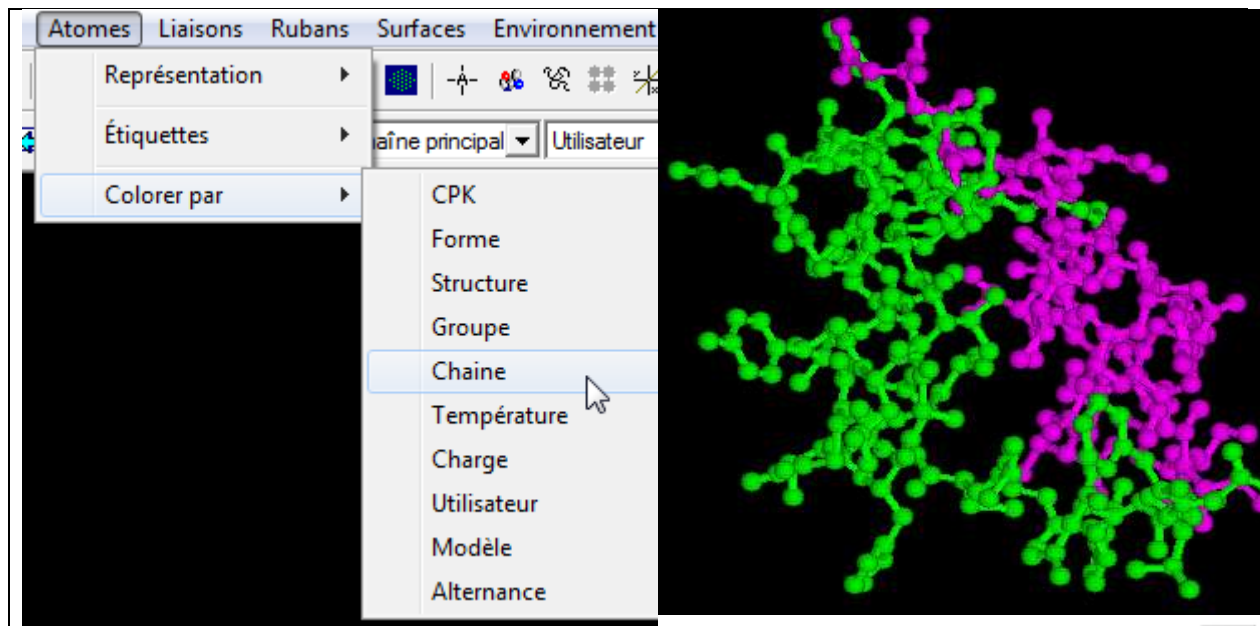 Atomes Liaisons Rubans Surfaces Environnement
Représentation
Étiquettes
aîne principal Utilisateur
Colorer par
CPK
Forme
Structure
Groupe
Chaine
Température
Charge
Utilisateur
Modèle
Alternance